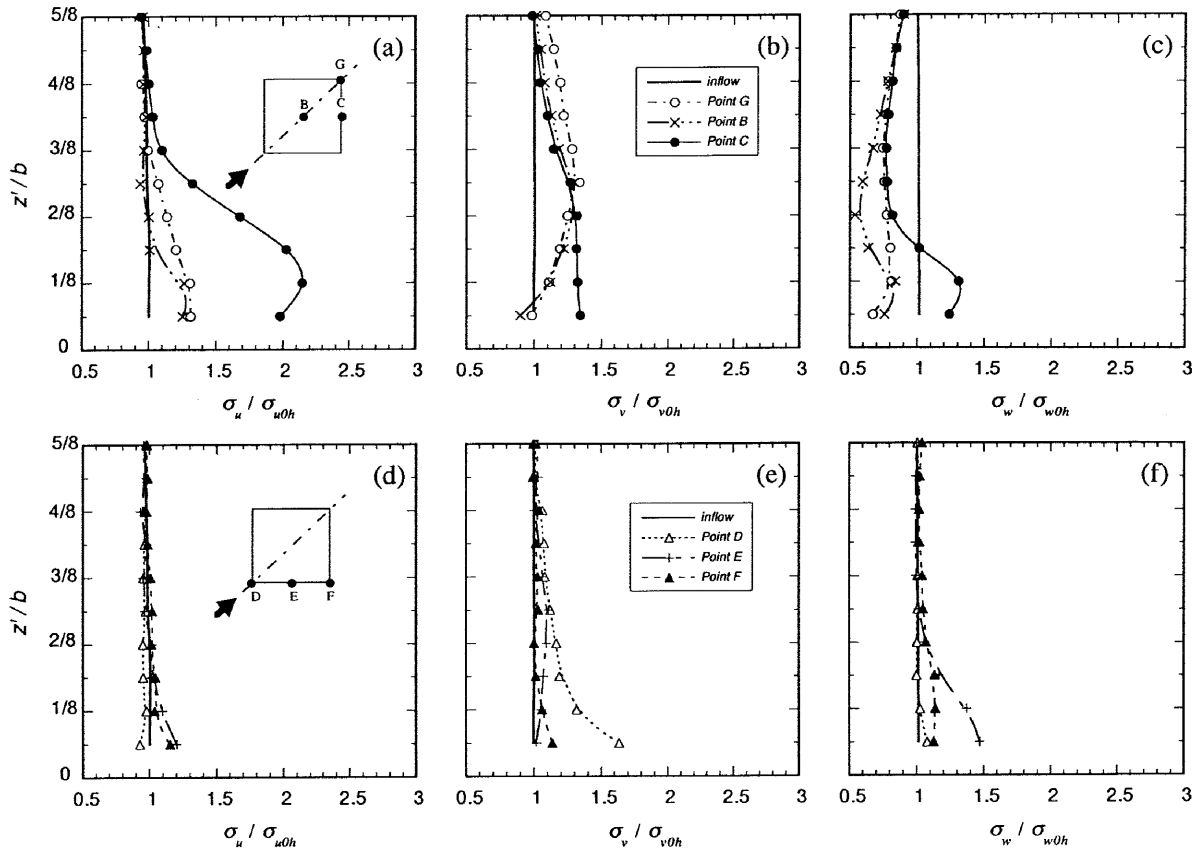 5/8
4/8
3/8
2/8
1/8
0
z'/b
(a)
G
B
C
0.5 1 1.5 2 2.5 3
σu / σu0h
(b)
inflow
Point G
Point B
Point C
0.5 1 1.5 2 2.5 3
σv / σv0h
(c)
0.5 1 1.5 2 2.5 3
σw / σw0h
5/8
4/8
3/8
2/8
1/8
0
z'/b
(d)
D E F
0.5 1 1.5 2 2.5 3
σu / σu0h
(e)
inflow
Point D
Point E
Point F
0.5 1 1.5 2 2.5 3
σv / σv0h
(f)
0.5 1 1.5 2 2.5 3
σw / σw0h